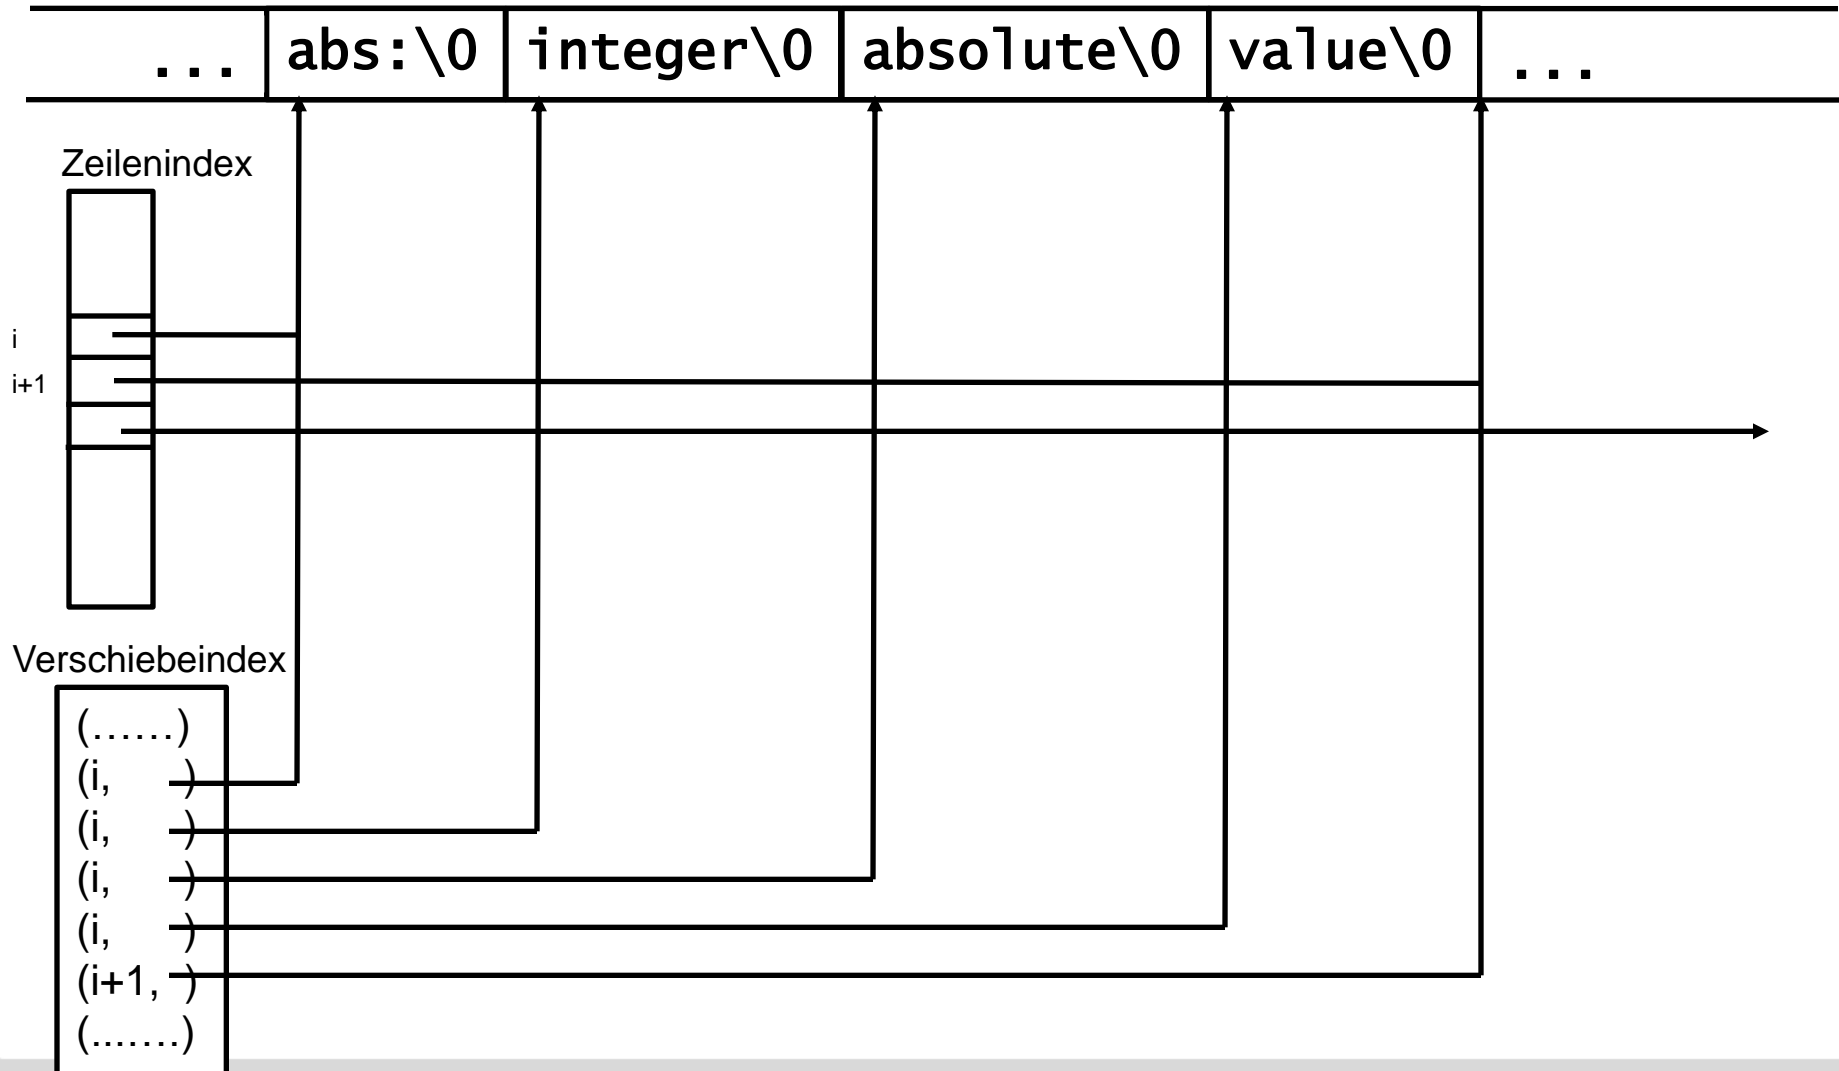 ... abs:\0 integer\0 absolute\0 value\0 ...
Zeilenindex
i
i+1
Verschiebeindex
(......)
(i, )
(i, )
(i, )
(i, )
(i+1, )
(.......)